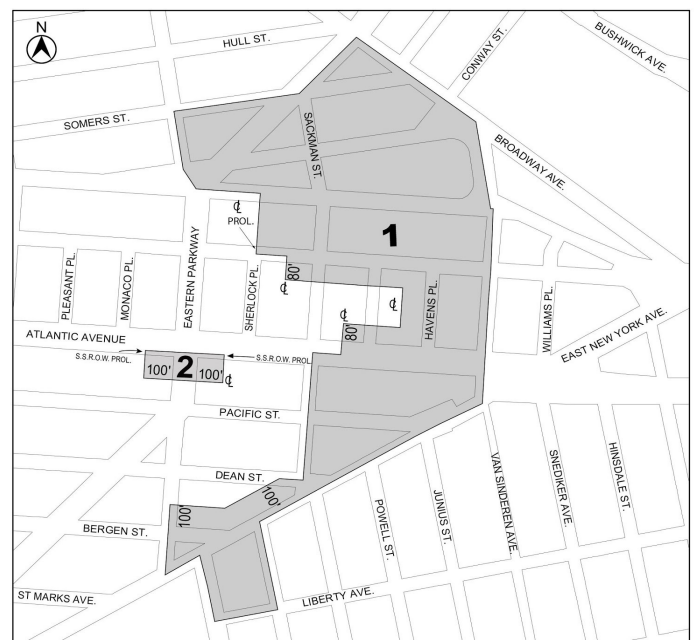 N
HULL ST.
CONWAY ST.
BUSHWICK AVE.
SOMERS ST.
SACKMAN ST.
BROADWAY AVE.
℄
PROL.
1
PLEASANT PL.
MONACO PL.
EASTERN PARKWAY
SHERLOCK PL.
80'
℄
℄
℄
80'
HAVENS PL.
WILLIAMS PL.
EAST NEW YORK AVE.
ATLANTIC AVENUE
S.S.R.O.W. PROL.
2
S.S.R.O.W. PROL.
100'
100'
℄
PACIFIC ST.
DEAN ST.
100'
100'
BERGEN ST.
POWELL ST.
JUNIUS ST.
VAN SINDEREN AVE.
SNEDIKER AVE.
HINSDALE ST.
ST MARKS AVE.
LIBERTY AVE.